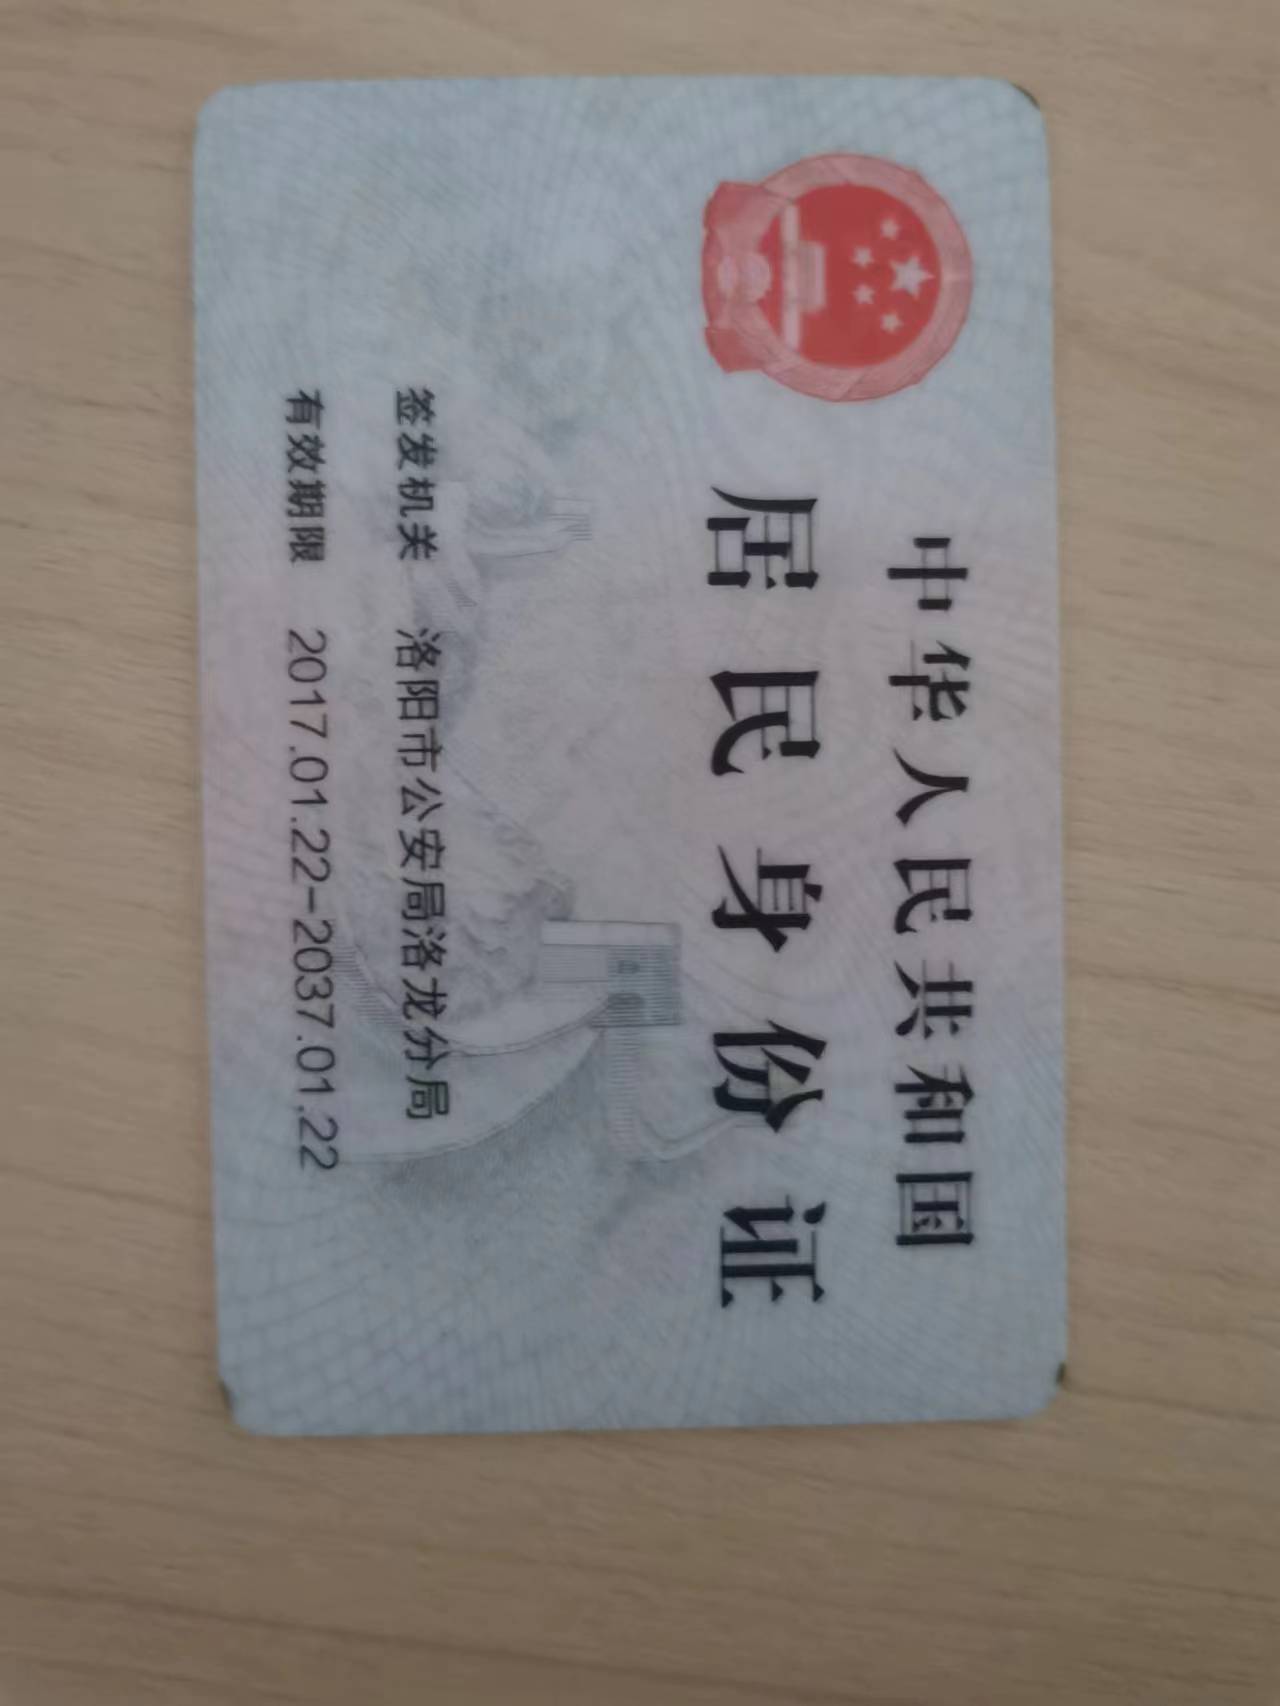 中华人民共和国
居民身份证
签发机关 洛阳市公安局洛龙分局
有效期限 2017.01.22-2037.01.22